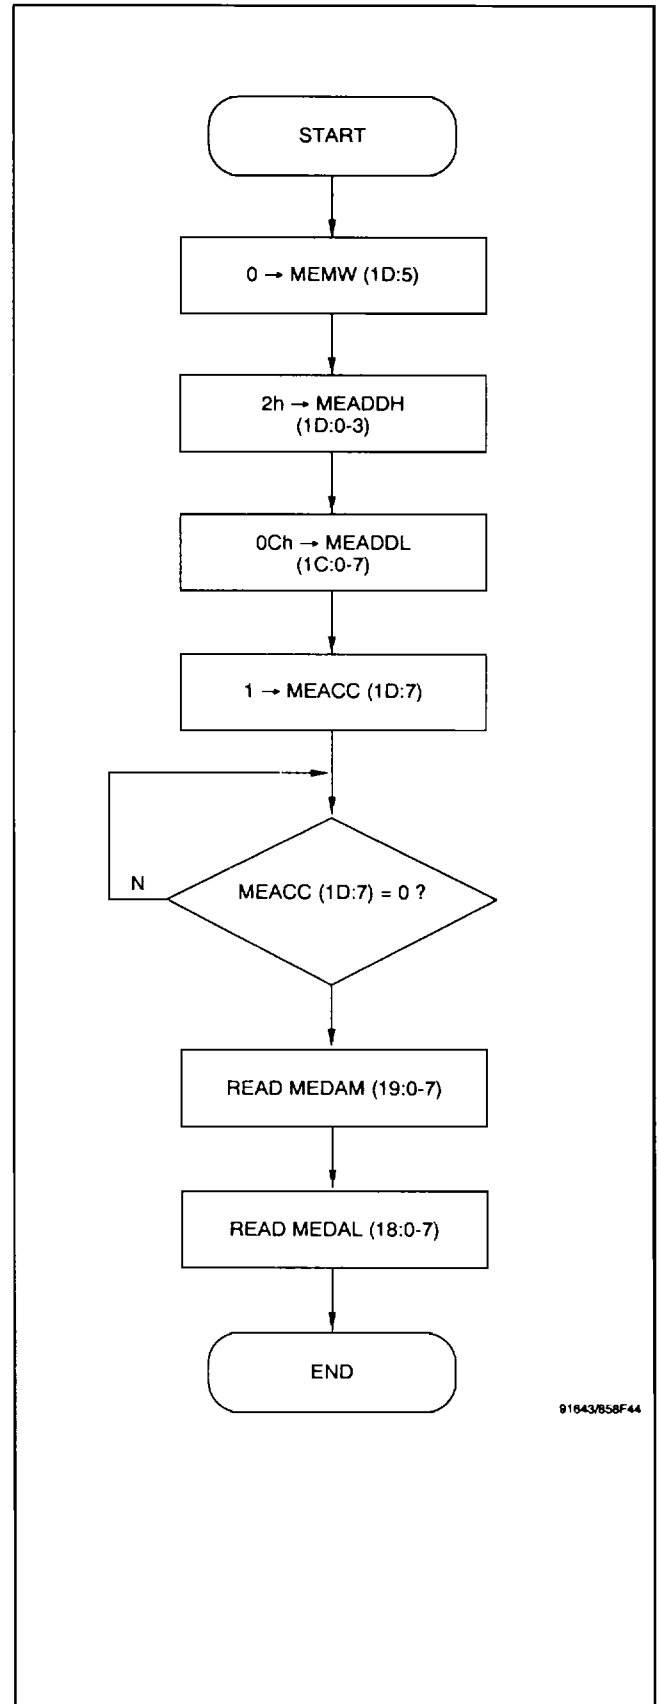 START
0 → MEMW (1D:5)
2h → MEADDH
(1D:0-3)
0Ch → MEADDL
(1C:0-7)
1 → MEACC (1D:7)
N
MEACC (1D:7) = 0 ?
READ MEDAM (19:0-7)
READ MEDAL (18:0-7)
END
91643/858F44